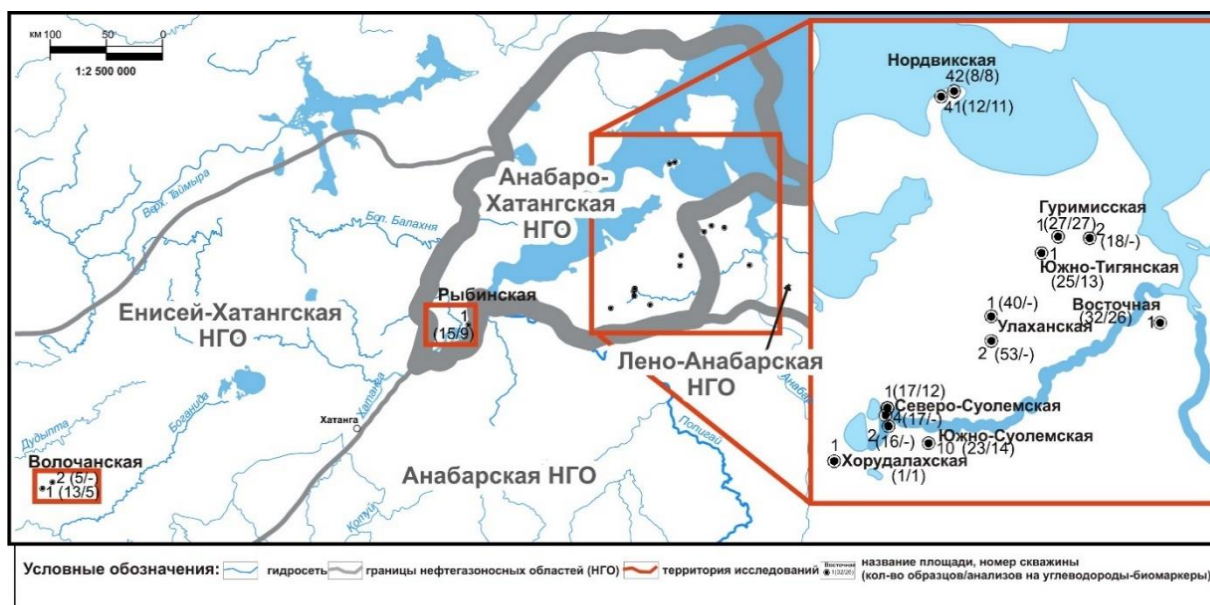 км 100 50 0
1:2 500 000
Верх. Таймыра
Бол. Балахня
Анабаро-
Хатангская
НГО
Рыбинская
1
(15/9)
Енисей-Хатангская
НГО
Лено-Анабарская
НГО
Анабар
Дудыпта
Боганида
Хатанга
Хатанга
Попигай
Волочанская
2 (5/-)
1 (13/5)
Котуй
Анабарская НГО
Нордвикская
42(8/8)
41(12/11)
Гуримисская
1(27/27)
2
(18/-)
1
Южно-Тигянская
(25/13)
1 (40/-)
Улаханская
2 (53/-)
Восточная
(32/26)
1
1(17/12)
Северо-Суолемская
4(17/-)
2
(16/-)
Южно-Суолемская
10 (23/14)
1
Хорудалахская
(1/1)
Условные обозначения: гидросеть границы нефтегазоносных областей (НГО) территория исследований Восточная 1(32/26) название площади, номер скважины
(кол-во образцов/анализов на углеводороды-биомаркеры)